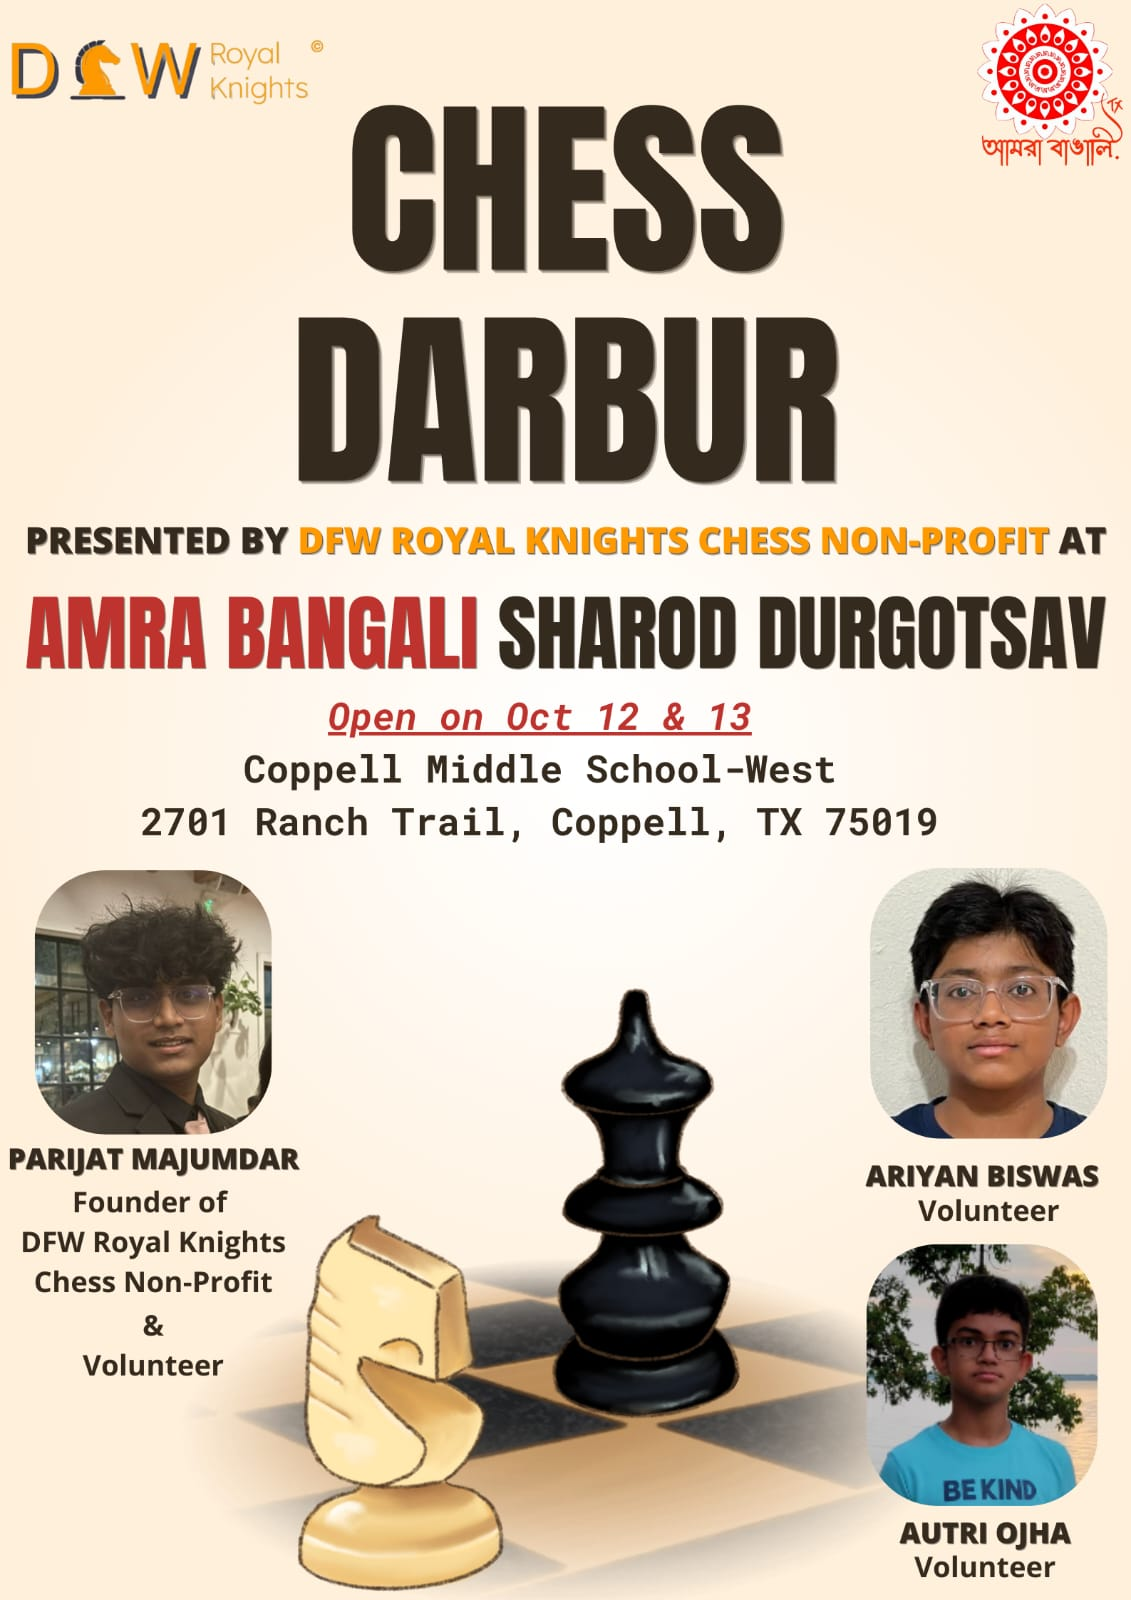 DFW Royal Knights ©
আমরা বাঙালি. TX
CHESS
DARBUR
PRESENTED BY DFW ROYAL KNIGHTS CHESS NON-PROFIT AT
AMRA BANGALI SHAROD DURGOTSAV
Open on Oct 12 & 13
Coppell Middle School-West
2701 Ranch Trail, Coppell, TX 75019
PARIJAT MAJUMDAR
Founder of
DFW Royal Knights
Chess Non-Profit
&
Volunteer
ARIYAN BISWAS
Volunteer
BE KIND
AUTRI OJHA
Volunteer